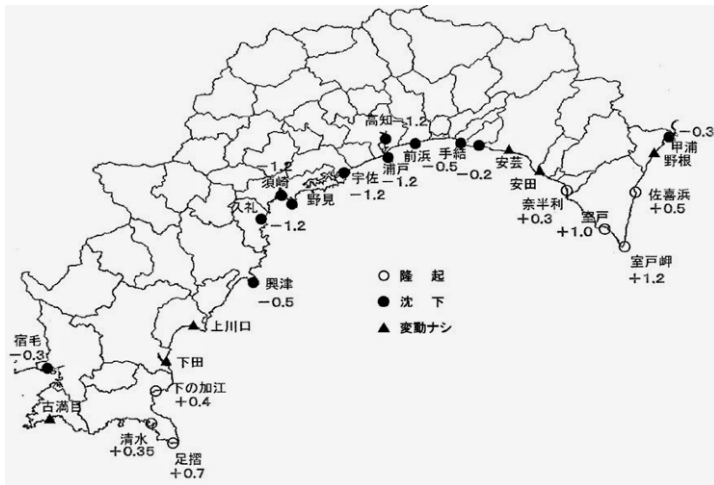 高知-1.2
-0.3
甲浦
野根
前浜
-0.5
手結
-0.2
安芸
浦戸
-1.2
安田
宇佐
-1.2
-1.2
須崎
野見
奈半利
+0.3
佐喜浜
+0.5
久礼
-1.2
室戸
+1.0
室戸岬
+1.2
興津
-0.5
○ 隆起
● 沈下
▲ 変動ナシ
上川口
宿毛
-0.3
下田
下の加江
+0.4
古満目
清水
+0.35
足摺
+0.7